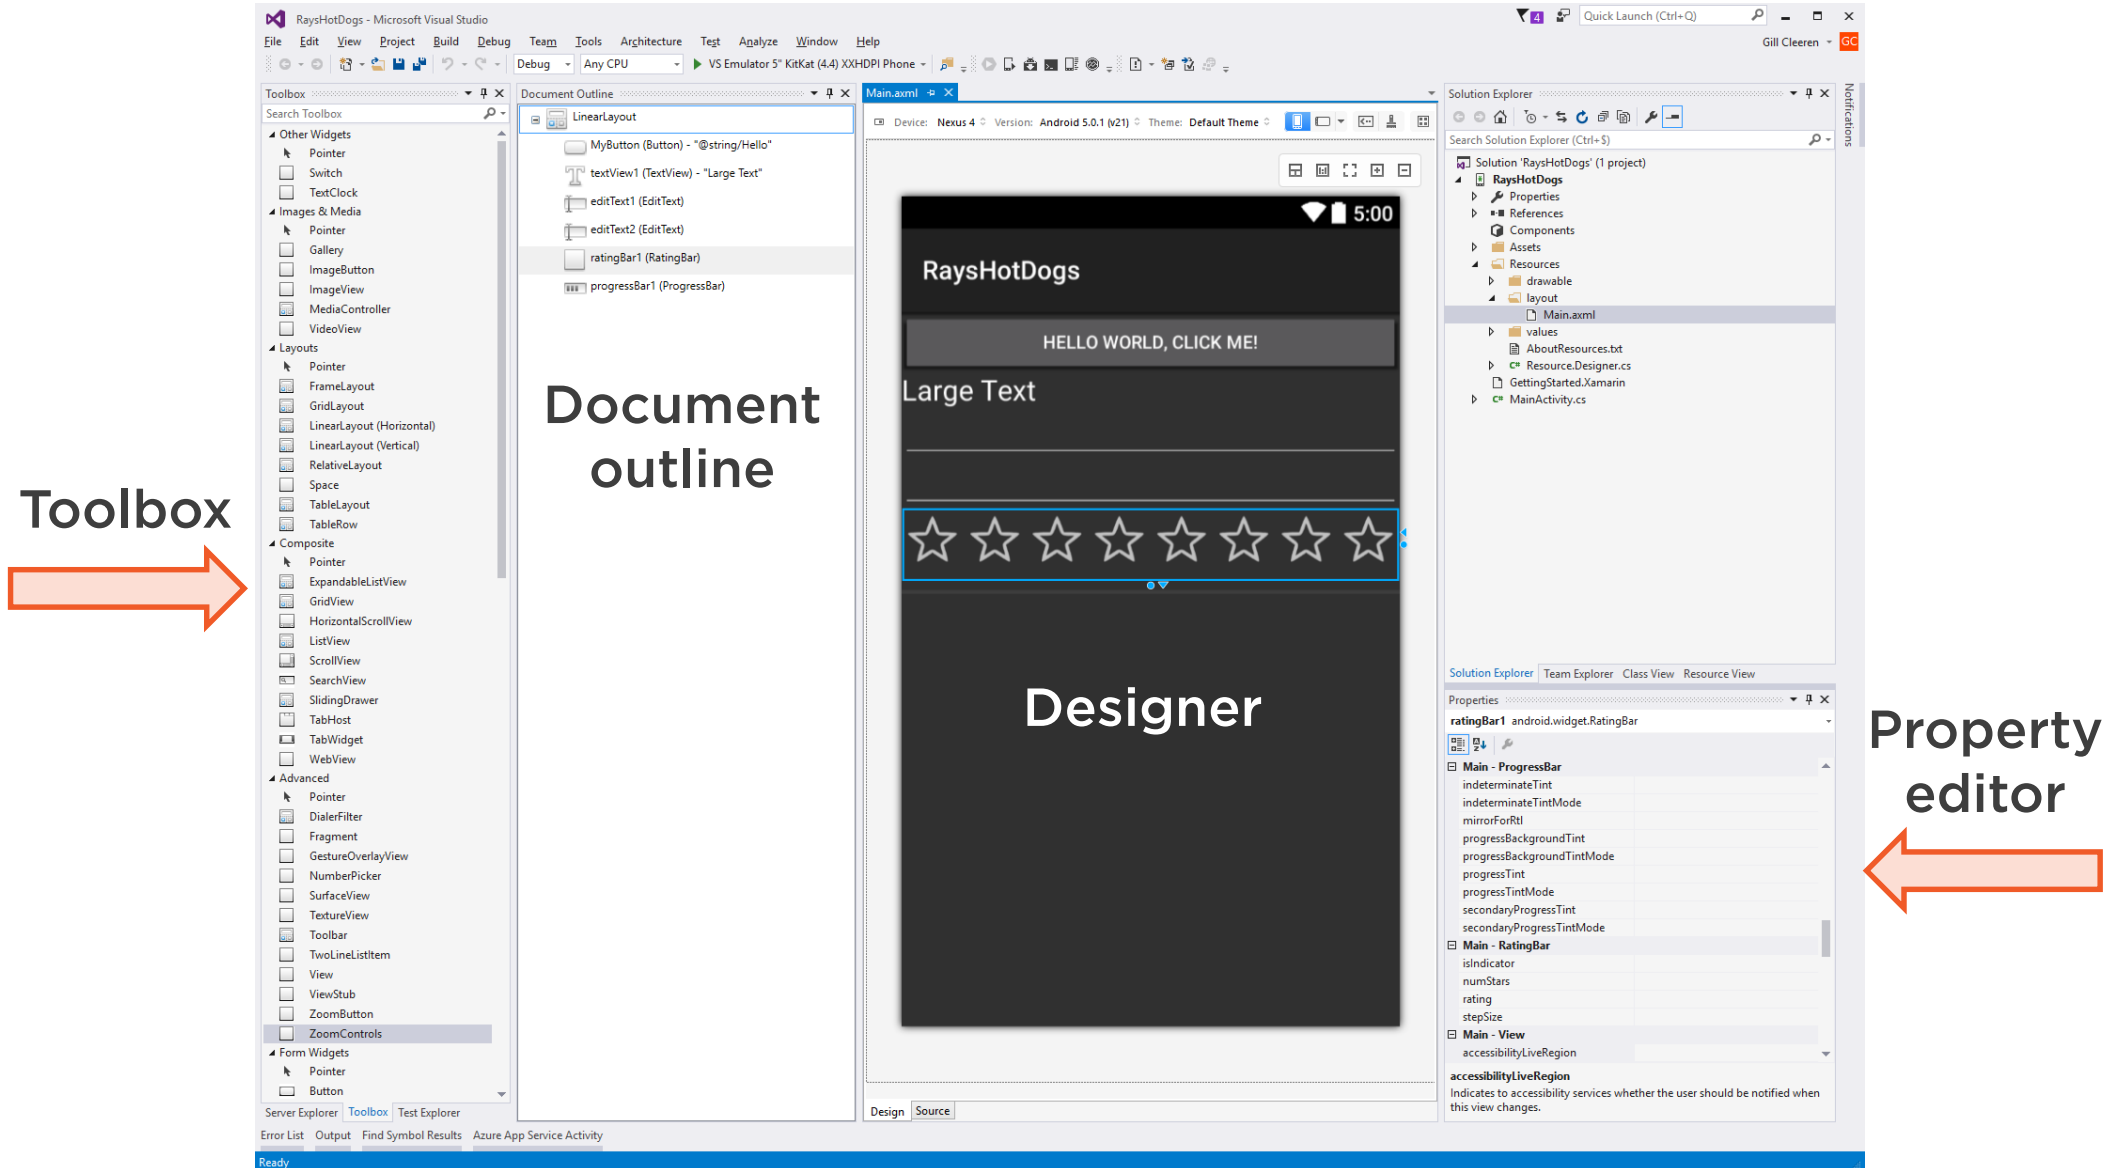 RaysHotDogs - Microsoft Visual Studio
4
Quick Launch (Ctrl+Q)
File Edit View Project Build Debug Team Tools Architecture Test Analyze Window Help
Gill Cleeren
GC
Debug
Any CPU
VS Emulator 5" KitKat (4.4) XXHDPI Phone
Toolbox
Search Toolbox
Other Widgets
Pointer
Switch
TextClock
Images & Media
Pointer
Gallery
ImageButton
ImageView
MediaController
VideoView
Layouts
Pointer
FrameLayout
GridLayout
LinearLayout (Horizontal)
LinearLayout (Vertical)
RelativeLayout
Space
TableLayout
TableRow
Composite
Pointer
ExpandableListView
GridView
HorizontalScrollView
ListView
ScrollView
SearchView
SlidingDrawer
TabHost
TabWidget
WebView
Advanced
Pointer
DialerFilter
Fragment
GestureOverlayView
NumberPicker
SurfaceView
TextureView
Toolbar
TwoLineListItem
View
ViewStub
ZoomButton
ZoomControls
Form Widgets
Pointer
Button
Server Explorer Toolbox Test Explorer
Toolbox
Document Outline
LinearLayout
MyButton (Button) - "@string/Hello"
textView1 (TextView) - "Large Text"
editText1 (EditText)
editText2 (EditText)
ratingBar1 (RatingBar)
progressBar1 (ProgressBar)
Document
outline
Main.axml
Device: Nexus 4 Version: Android 5.0.1 (v21) Theme: Default Theme
5:00
RaysHotDogs
HELLO WORLD, CLICK ME!
Large Text
Designer
Design Source
Solution Explorer
Search Solution Explorer (Ctrl+$)
Solution 'RaysHotDogs' (1 project)
RaysHotDogs
Properties
References
Components
Assets
Resources
drawable
layout
Main.axml
values
AboutResources.txt
C# Resource.Designer.cs
GettingStarted.Xamarin
C# MainActivity.cs
Solution Explorer Team Explorer Class View Resource View
Notifications
Properties
ratingBar1 android.widget.RatingBar
Main - ProgressBar
indeterminateTint
indeterminateTintMode
mirrorForRtl
progressBackgroundTint
progressBackgroundTintMode
progressTint
progressTintMode
secondaryProgressTint
secondaryProgressTintMode
Main - RatingBar
isIndicator
numStars
rating
stepSize
Main - View
accessibilityLiveRegion
accessibilityLiveRegion
Indicates to accessibility services whether the user should be notified when
this view changes.
Property
editor
Error List Output Find Symbol Results Azure App Service Activity
Ready